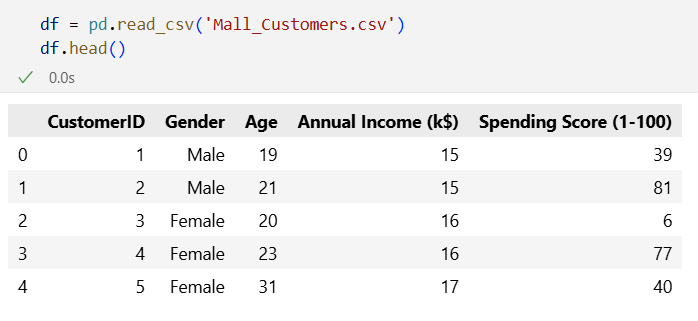 df = pd.read_csv('Mall_Customers.csv')
df.head()
0.0s
CustomerID Gender Age Annual Income (k$) Spending Score (1-100)
0 1 Male 19 15 39
1 2 Male 21 15 81
2 3 Female 20 16 6
3 4 Female 23 16 77
4 5 Female 31 17 40